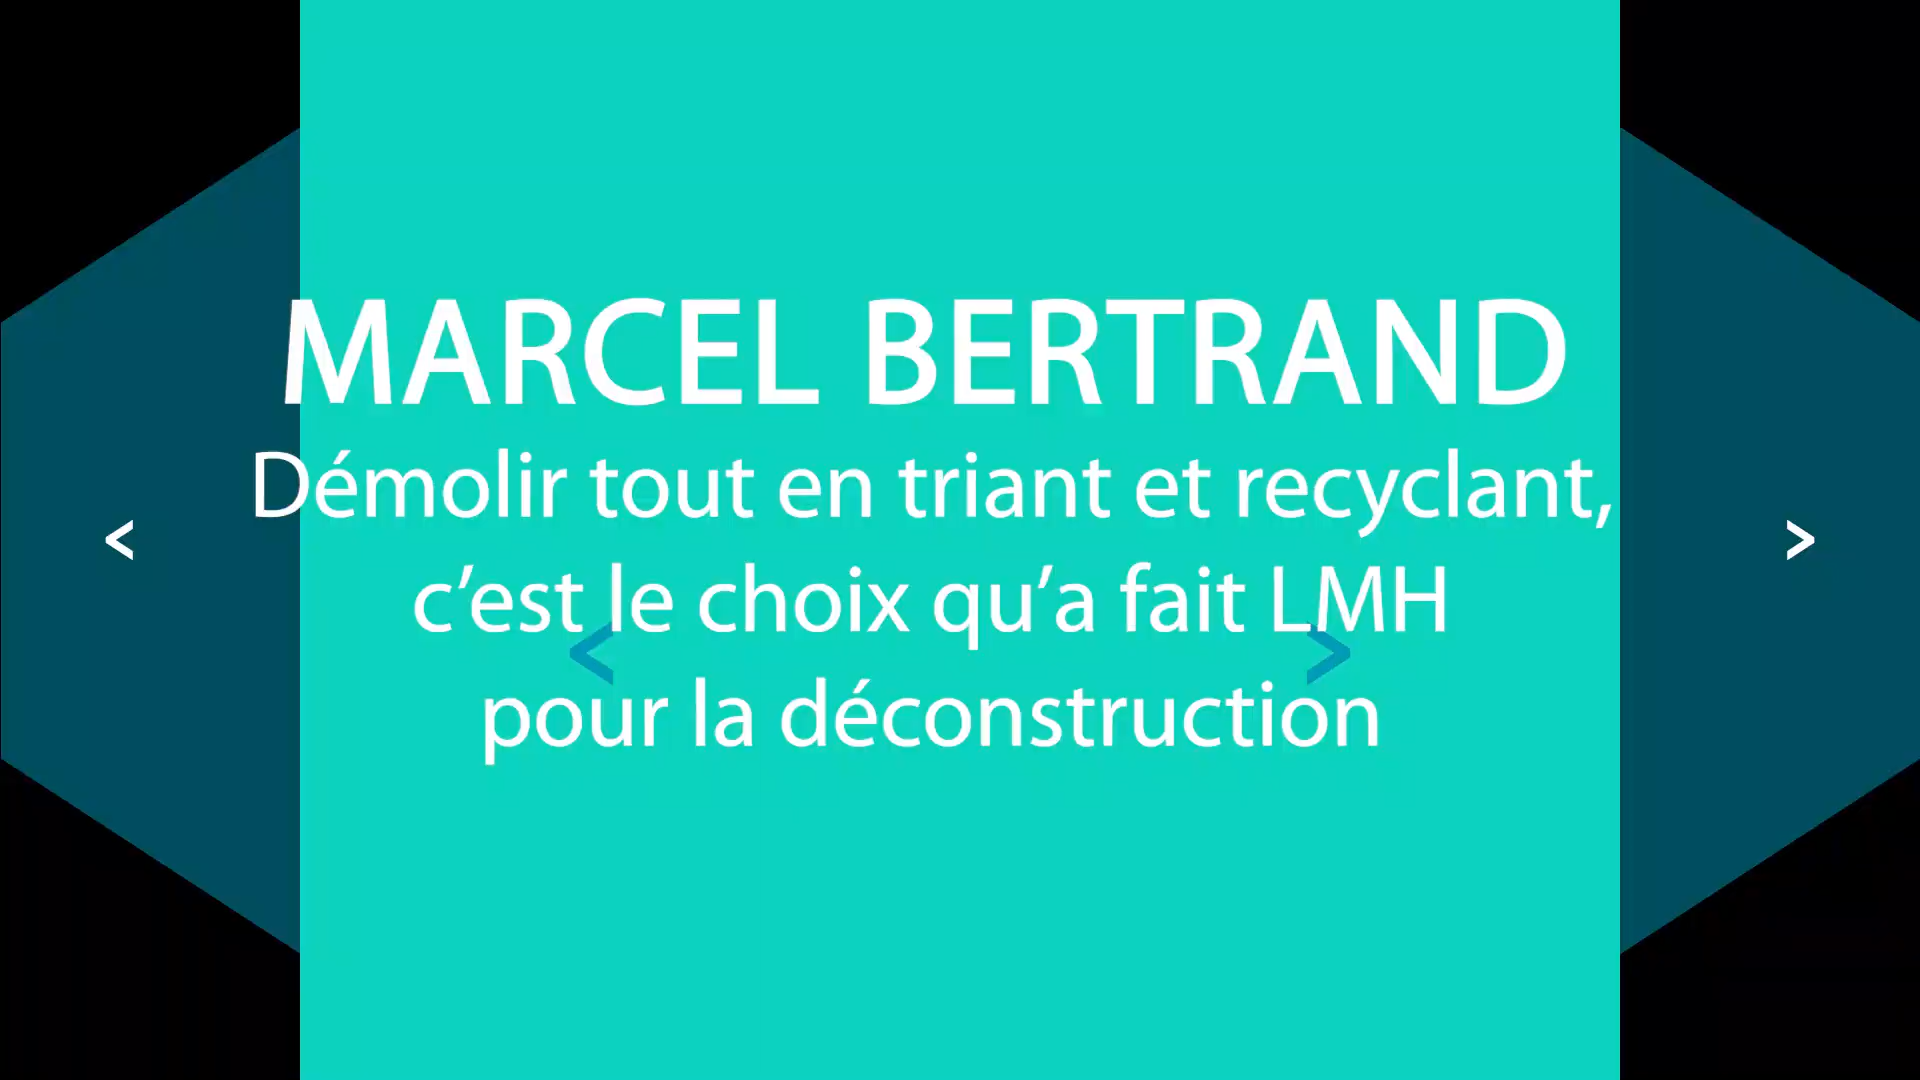 MARCEL BERTRAND
Démolir tout en triant et recyclant,
c’est le choix qu’a fait LMH
pour la déconstruction